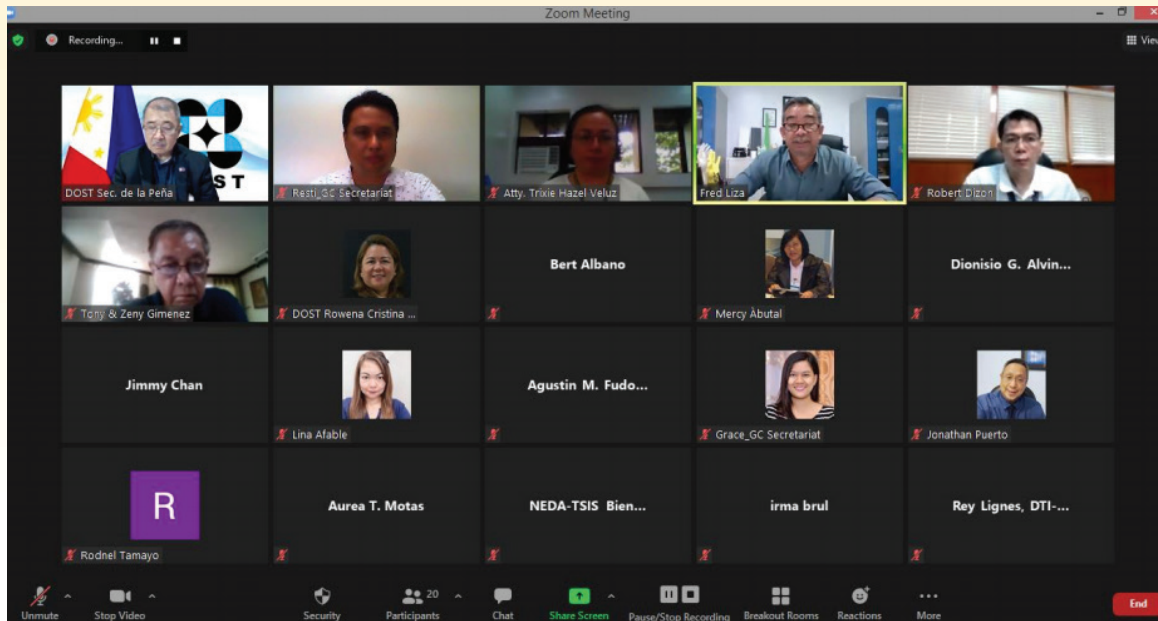 Zoom Meeting
Recording...
View
S T
DOST Sec. de la Peña
Resti_GC Secretariat
Atty. Trixie Hazel Veluz
Fred Liza
Robert Dizon
Tony & Zeny Gimenez
DOST Rowena Cristina ...
Bert Albano
Mercy Àbutal
Dionisio G. Alvin...
Jimmy Chan
Lina Afable
Agustin M. Fudo...
Grace_GC Secretariat
Jonathan Puerto
R
Rodnel Tamayo
Aurea T. Motas
NEDA-TSIS Bien...
irma brul
Rey Lignes, DTI-...
Unmute
Stop Video
Security
20
Participants
Chat
Share Screen
Pause/Stop Recording
Breakout Rooms
Reactions
More
End